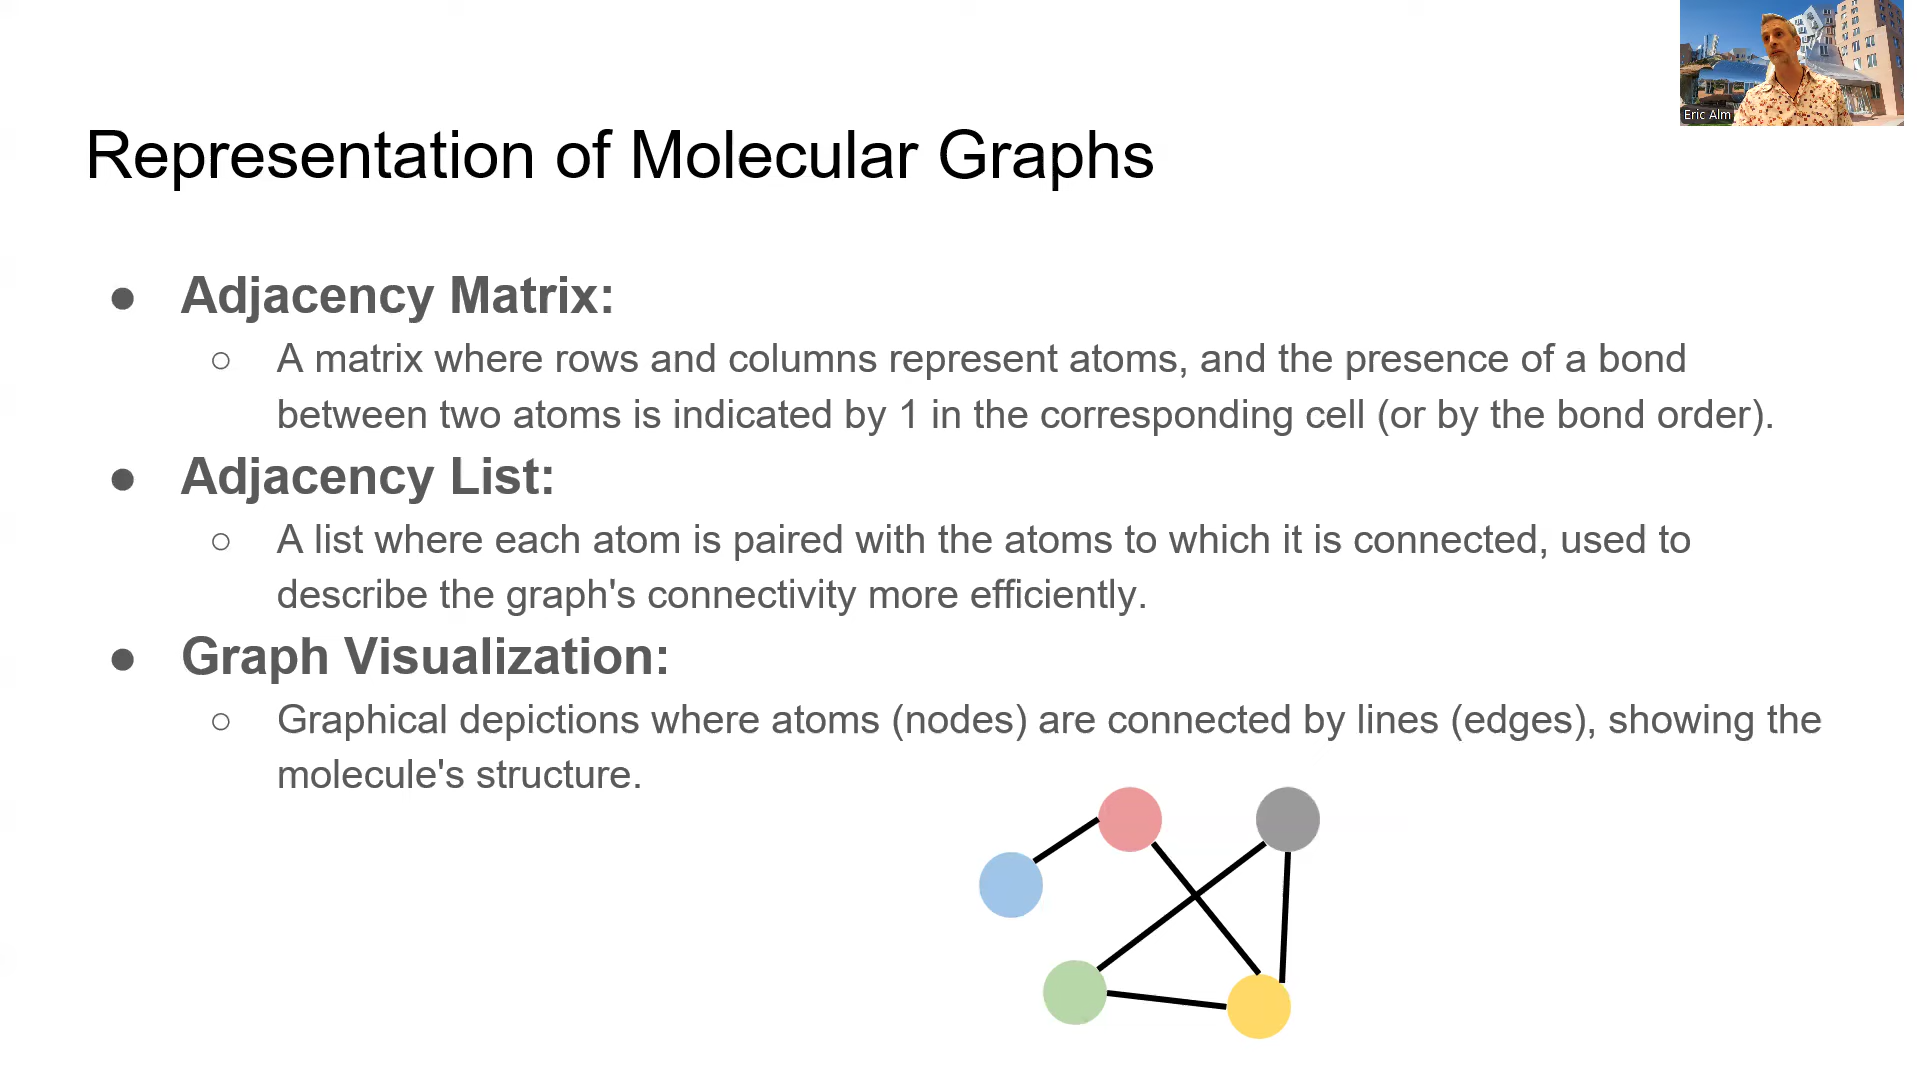 Eric Alm
Representation of Molecular Graphs
● Adjacency Matrix:
○ A matrix where rows and columns represent atoms, and the presence of a bond
between two atoms is indicated by 1 in the corresponding cell (or by the bond order).
● Adjacency List:
○ A list where each atom is paired with the atoms to which it is connected, used to
describe the graph's connectivity more efficiently.
● Graph Visualization:
○ Graphical depictions where atoms (nodes) are connected by lines (edges), showing the
molecule's structure.